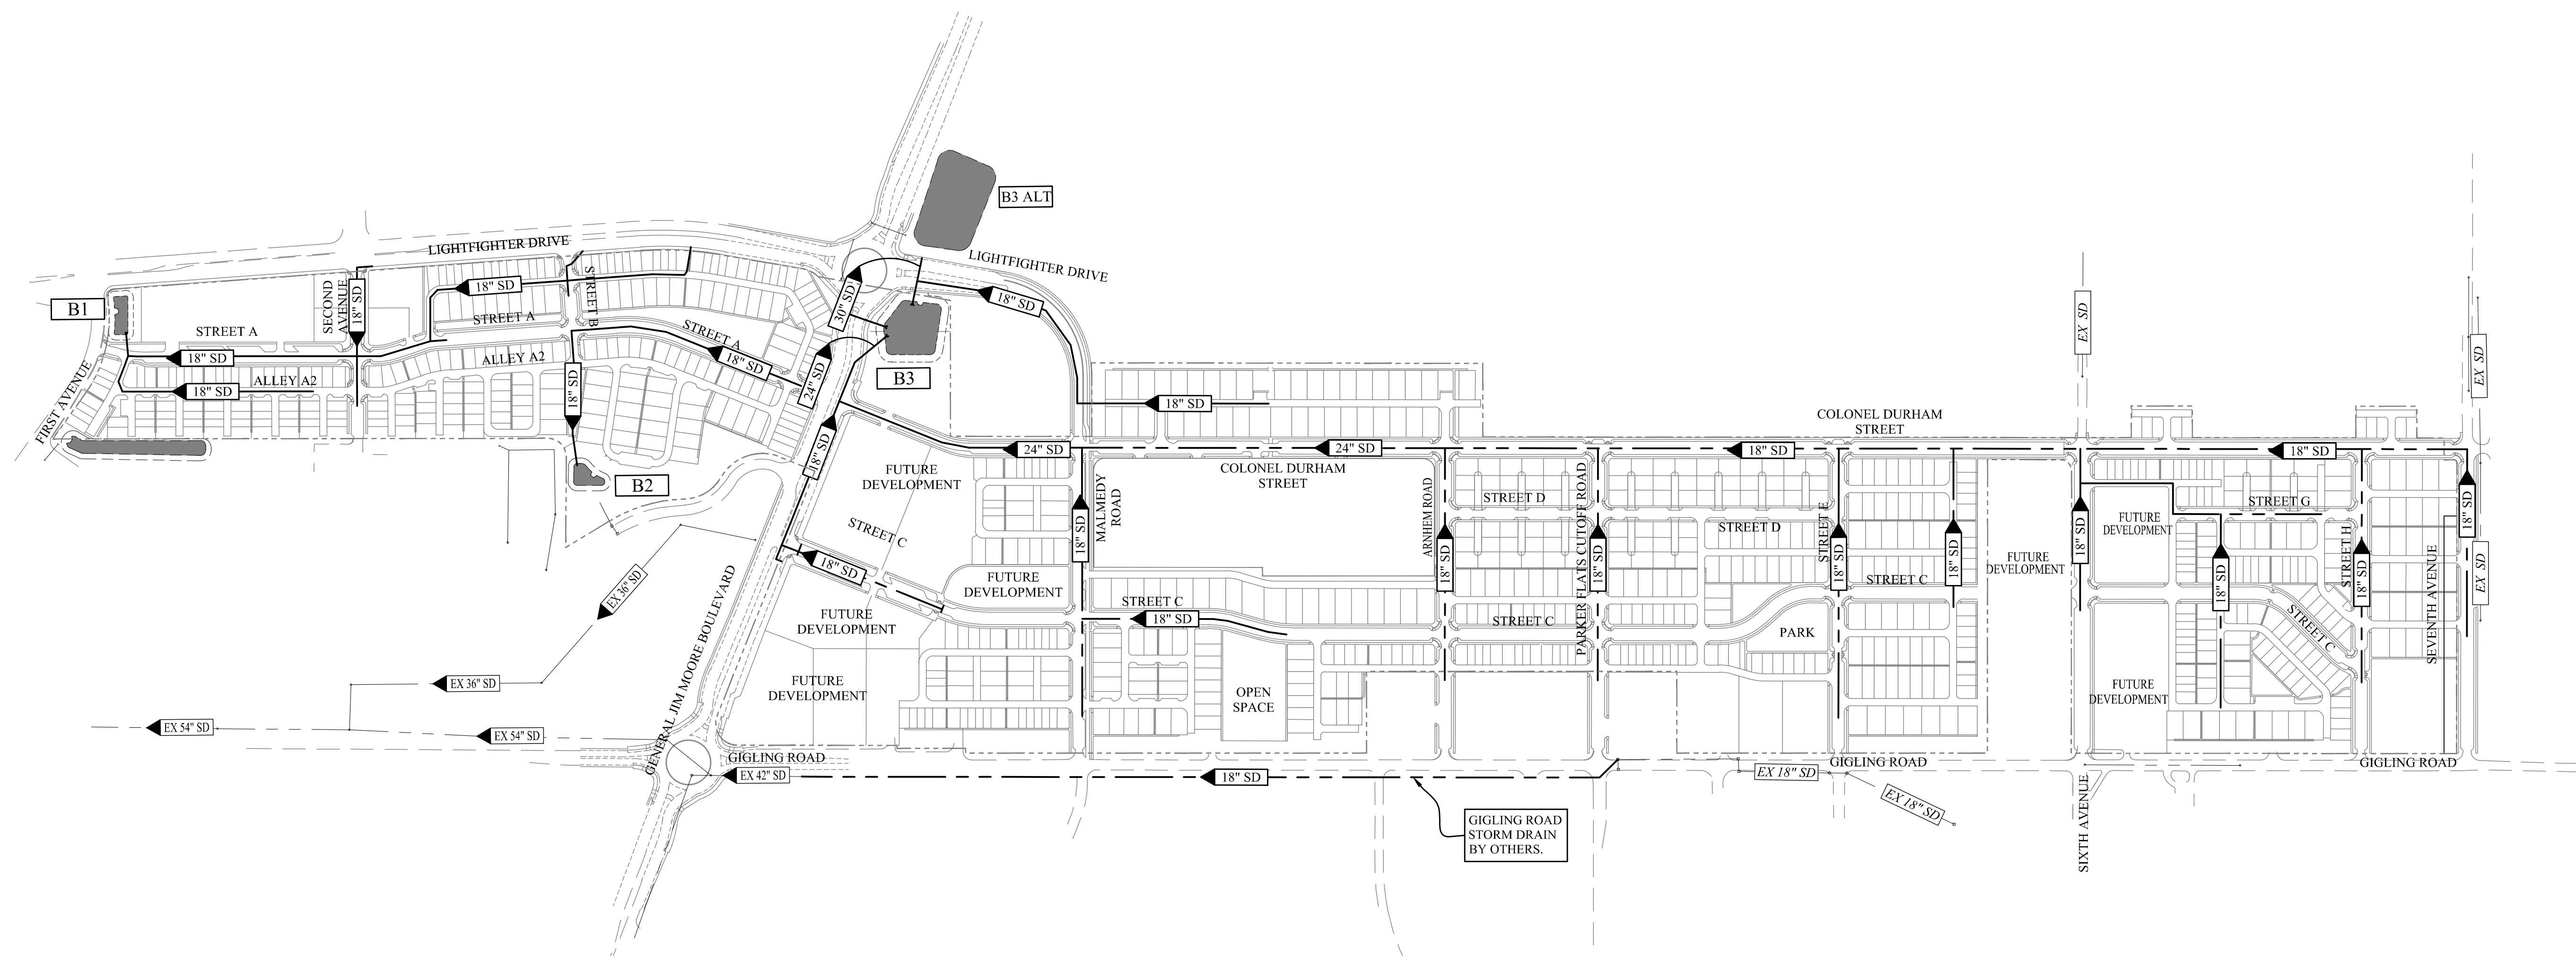 B3 ALT
LIGHTFIGHTER DRIVE
LIGHTFIGHTER DRIVE
B1
SECOND
AVENUE
18" SD
18" SD
STREET B
30" SD
18" SD
STREET A
STREET A
STREET A
18" SD
ALLEY A2
ALLEY A2
18" SD
18" SD
18" SD
24" SD
B3
FIRST AVENUE
B2
18" SD
18" SD
EX SD
EX SD
COLONEL DURHAM
STREET
24" SD
24" SD
18" SD
18" SD
COLONEL DURHAM
STREET
FUTURE
DEVELOPMENT
STREET C
18" SD
MALMEDY
ROAD
18" SD
ARNHEM ROAD
18" SD
STREET D
PARKER FLATS CUTOFF ROAD
18" SD
STREET D
STREET E
18" SD
18" SD
STREET C
FUTURE
DEVELOPMENT
18" SD
FUTURE
DEVELOPMENT
STREET G
18" SD
STREET H
18" SD
SEVENTH AVENUE
18" SD
EX SD
STREET C
FUTURE
DEVELOPMENT
STREET C
18" SD
STREET C
PARK
FUTURE
DEVELOPMENT
FUTURE
DEVELOPMENT
OPEN
SPACE
FUTURE
DEVELOPMENT
EX 36" SD
EX 36" SD
EX 54" SD
EX 54" SD
GENERAL JIM MOORE BOULEVARD
GIGLING ROAD
EX 42" SD
18" SD
EX 18" SD
EX 18" SD
GIGLING ROAD
GIGLING ROAD
SIXTH AVENUE
GIGLING ROAD
STORM DRAIN
BY OTHERS.